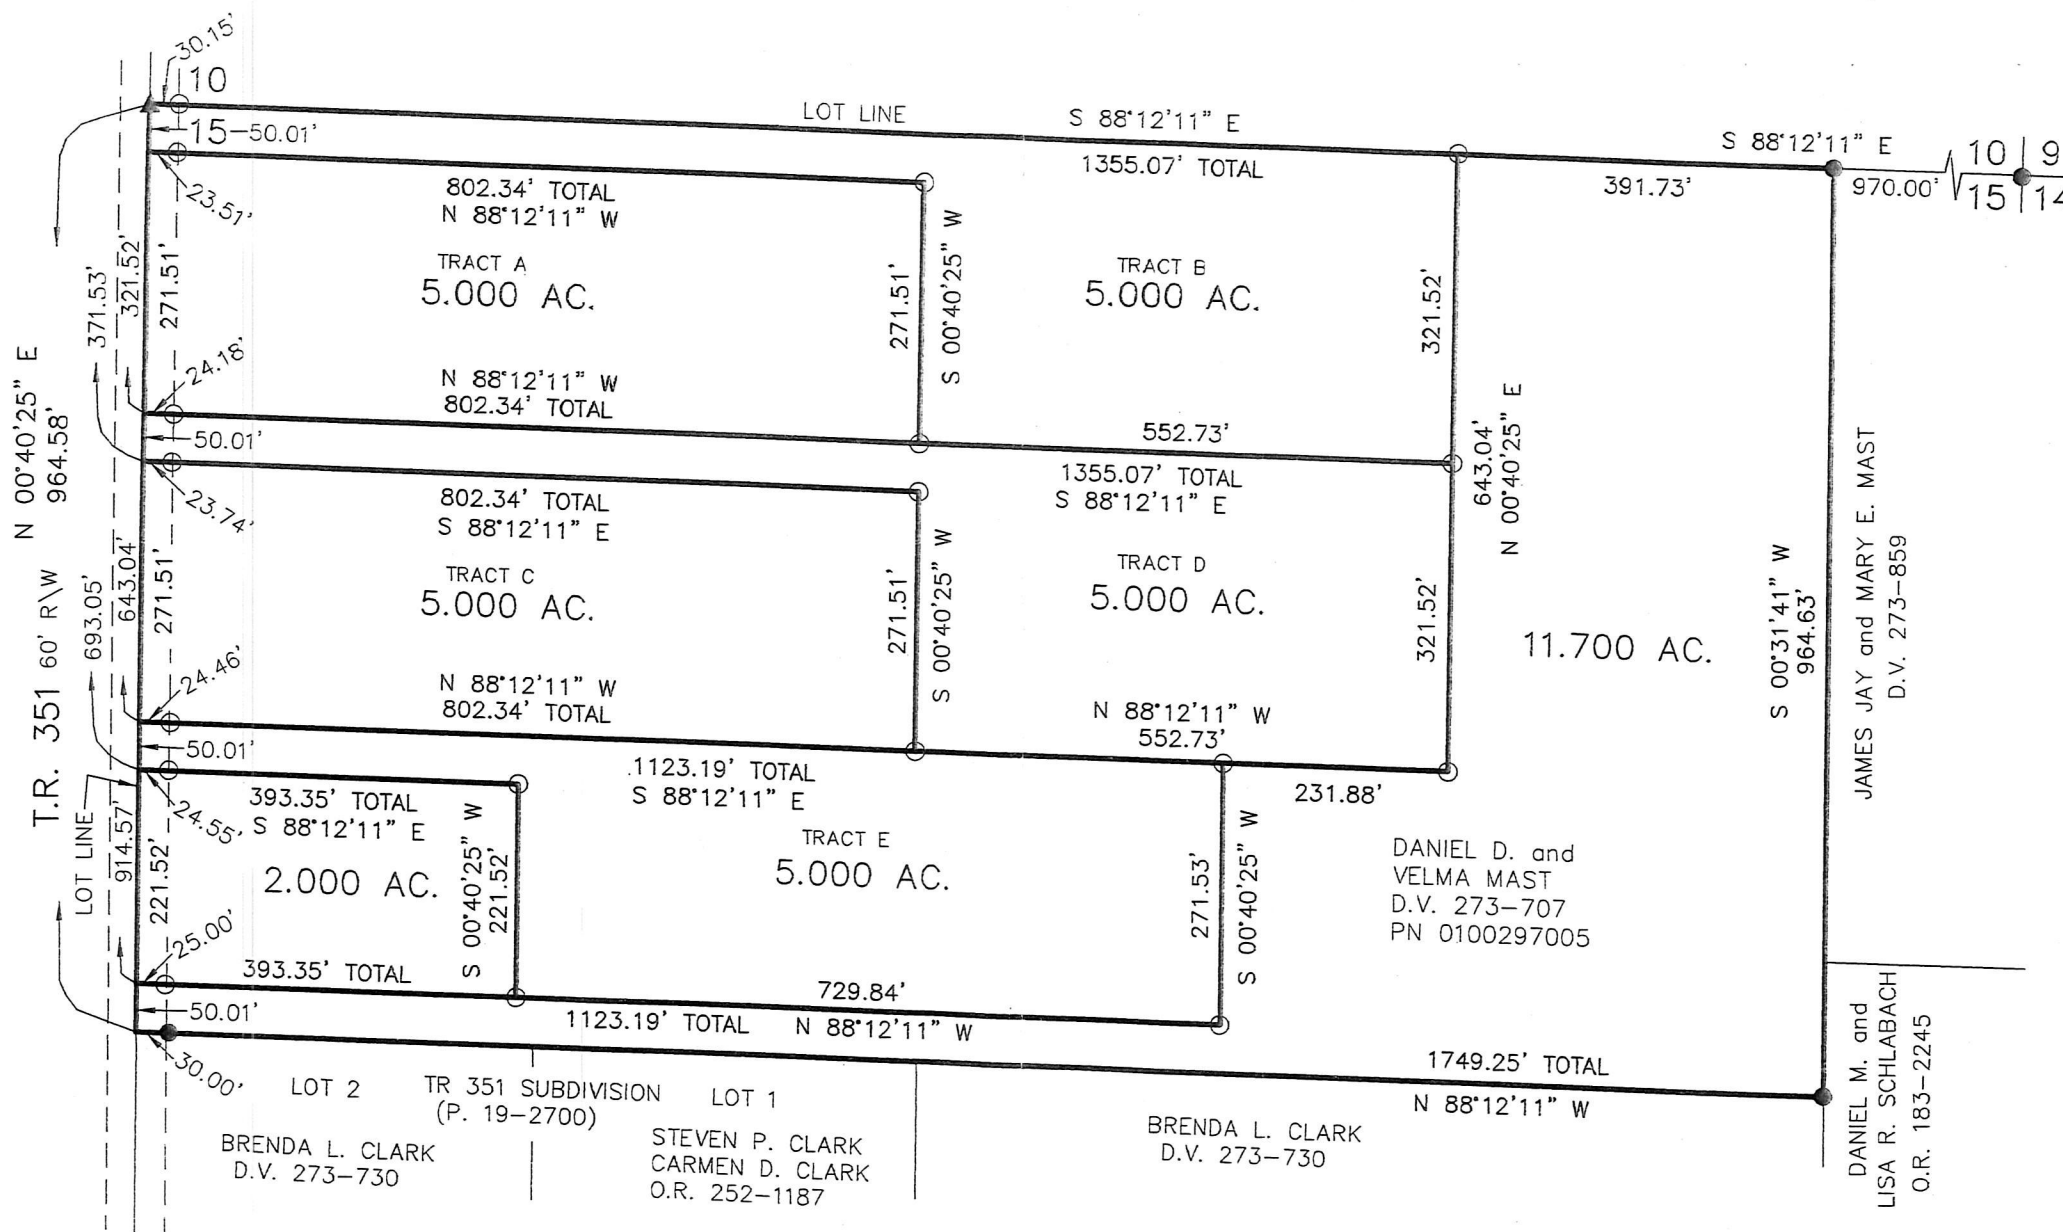 30.15'
10
15-50.01'
LOT LINE
S 88°12'11" E
1355.07' TOTAL
S 88°12'11" E
391.73'
970.00'
10 | 9
15 | 14
23.51'
802.34' TOTAL
N 88°12'11" W
TRACT A
5.000 AC.
271.51'
S 00°40'25" W
TRACT B
5.000 AC.
321.52'
371.53'
321.52'
271.51'
24.18'
N 88°12'11" W
802.34' TOTAL
50.01'
552.73'
1355.07' TOTAL
S 88°12'11" E
643.04'
N 00°40'25" E
N 00°40'25" E
964.58'
T.R. 351 60' R\W
23.74'
802.34' TOTAL
S 88°12'11" E
TRACT C
5.000 AC.
271.51'
S 00°40'25" W
TRACT D
5.000 AC.
321.52'
11.700 AC.
S 00°31'41" W
964.63'
JAMES JAY and MARY E. MAST
D.V. 273-859
693.05'
643.04'
271.51'
24.46'
N 88°12'11" W
802.34' TOTAL
50.01'
N 88°12'11" W
552.73'
1123.19' TOTAL
S 88°12'11" E
231.88'
LOT LINE
914.57'
24.55'
393.35' TOTAL
S 88°12'11" E
221.52'
2.000 AC.
S 00°40'25" W
221.52'
TRACT E
5.000 AC.
271.53'
S 00°40'25" W
DANIEL D. and
VELMA MAST
D.V. 273-707
PN 0100297005
25.00'
393.35' TOTAL
729.84'
50.01'
1123.19' TOTAL N 88°12'11" W
30.00'
1749.25' TOTAL
N 88°12'11" W
LOT 2
TR 351 SUBDIVISION
(P. 19-2700)
LOT 1
BRENDA L. CLARK
D.V. 273-730
STEVEN P. CLARK
CARMEN D. CLARK
O.R. 252-1187
BRENDA L. CLARK
D.V. 273-730
DANIEL M. and
LISA R. SCHLABACH
O.R. 183-2245